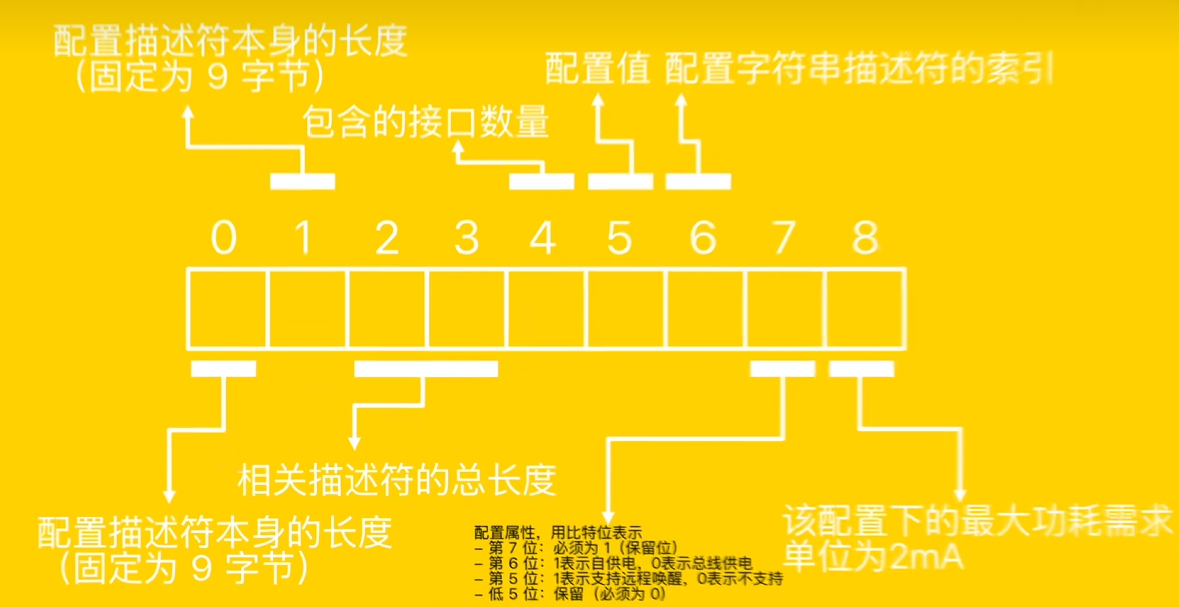 配置描述符本身的长度
（固定为 9 字节）
配置值 配置字符串描述符的索引
包含的接口数量
0 1 2 3 4 5 6 7 8
相关描述符的总长度
配置描述符本身的长度
（固定为 9 字节）
配置属性，用比特位表示
- 第 7 位：必须为 1（保留位）
- 第 6 位：1表示自供电，0表示总线供电
- 第 5 位：1表示支持远程唤醒，0表示不支持
- 低 5 位：保留（必须为 0）
该配置下的最大功耗需求
单位为2mA